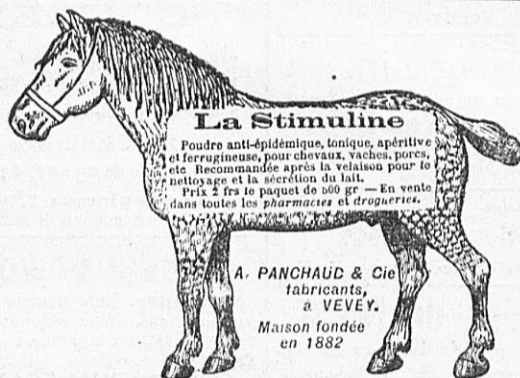 La Stimuline
Poudre anti-épidémique, tonique, apéritive
et ferrugineuse, pour chevaux, vaches, porcs,
etc Recommandée après la vélaison pour le
nettoyage et la sécrétion du lait.
Prix 2 frs le paquet de 500 gr — En vente
dans toutes les pharmacies et drogueries.
A. PANCHAUD & Cie
fabricants,
à VEVEY.
Maison fondée
en 1882